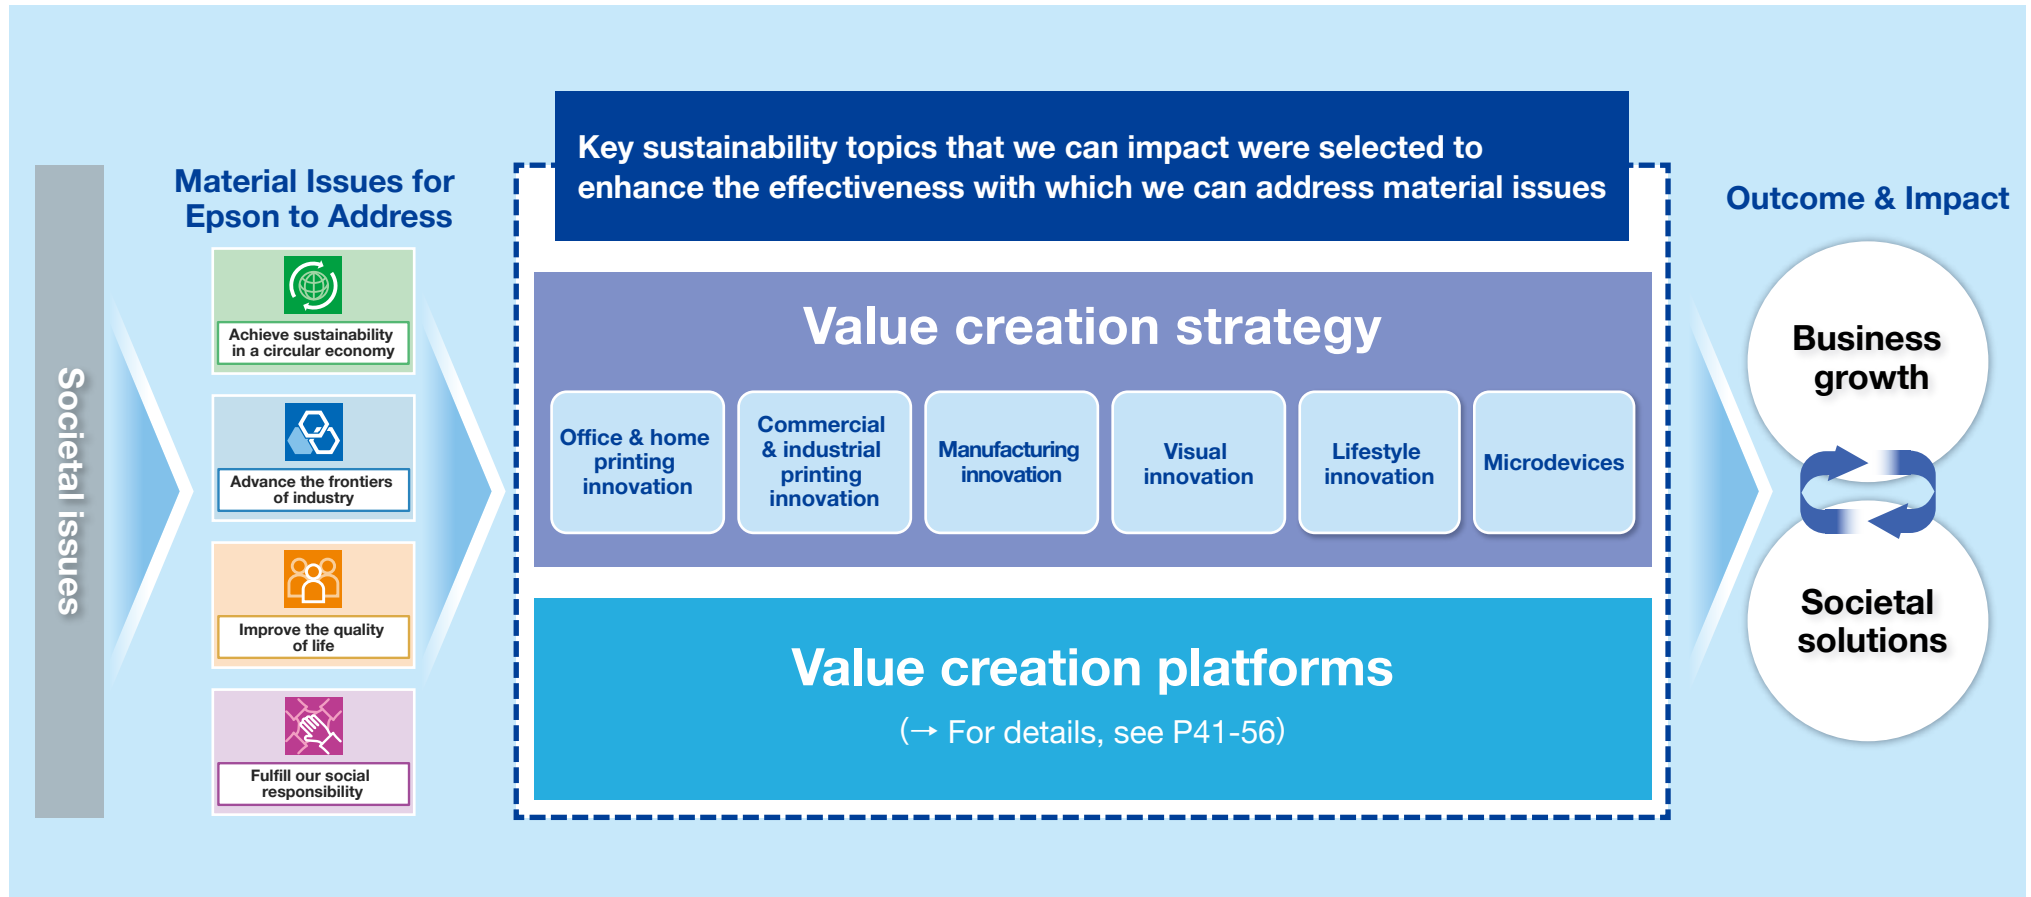 Societal issues
Material Issues for
Epson to Address
Achieve sustainability
in a circular economy
Advance the frontiers
of industry
Improve the quality
of life
Fulfill our social
responsibility
Key sustainability topics that we can impact were selected to
enhance the effectiveness with which we can address material issues
Value creation strategy
Office & home
printing
innovation
Commercial
& industrial
printing
innovation
Manufacturing
innovation
Visual
innovation
Lifestyle
innovation
Microdevices
Value creation platforms
(→ For details, see P41-56)
Outcome & Impact
Business
growth
Societal
solutions